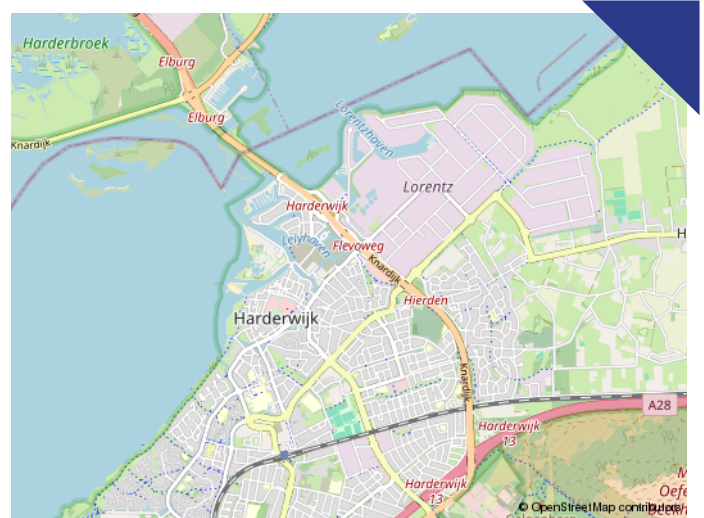 Harderbroek
Elburg
Elburg
Knardijk
Lorentzhaven
Lorentz
Harderwijk
Lelyhaven
Flevoweg
Knardijk
H
Hierden
Harderwijk
Knardijk
A28
Harderwijk
13
Harderwijk
13
M
Oefe
© OpenStreetMap contributors